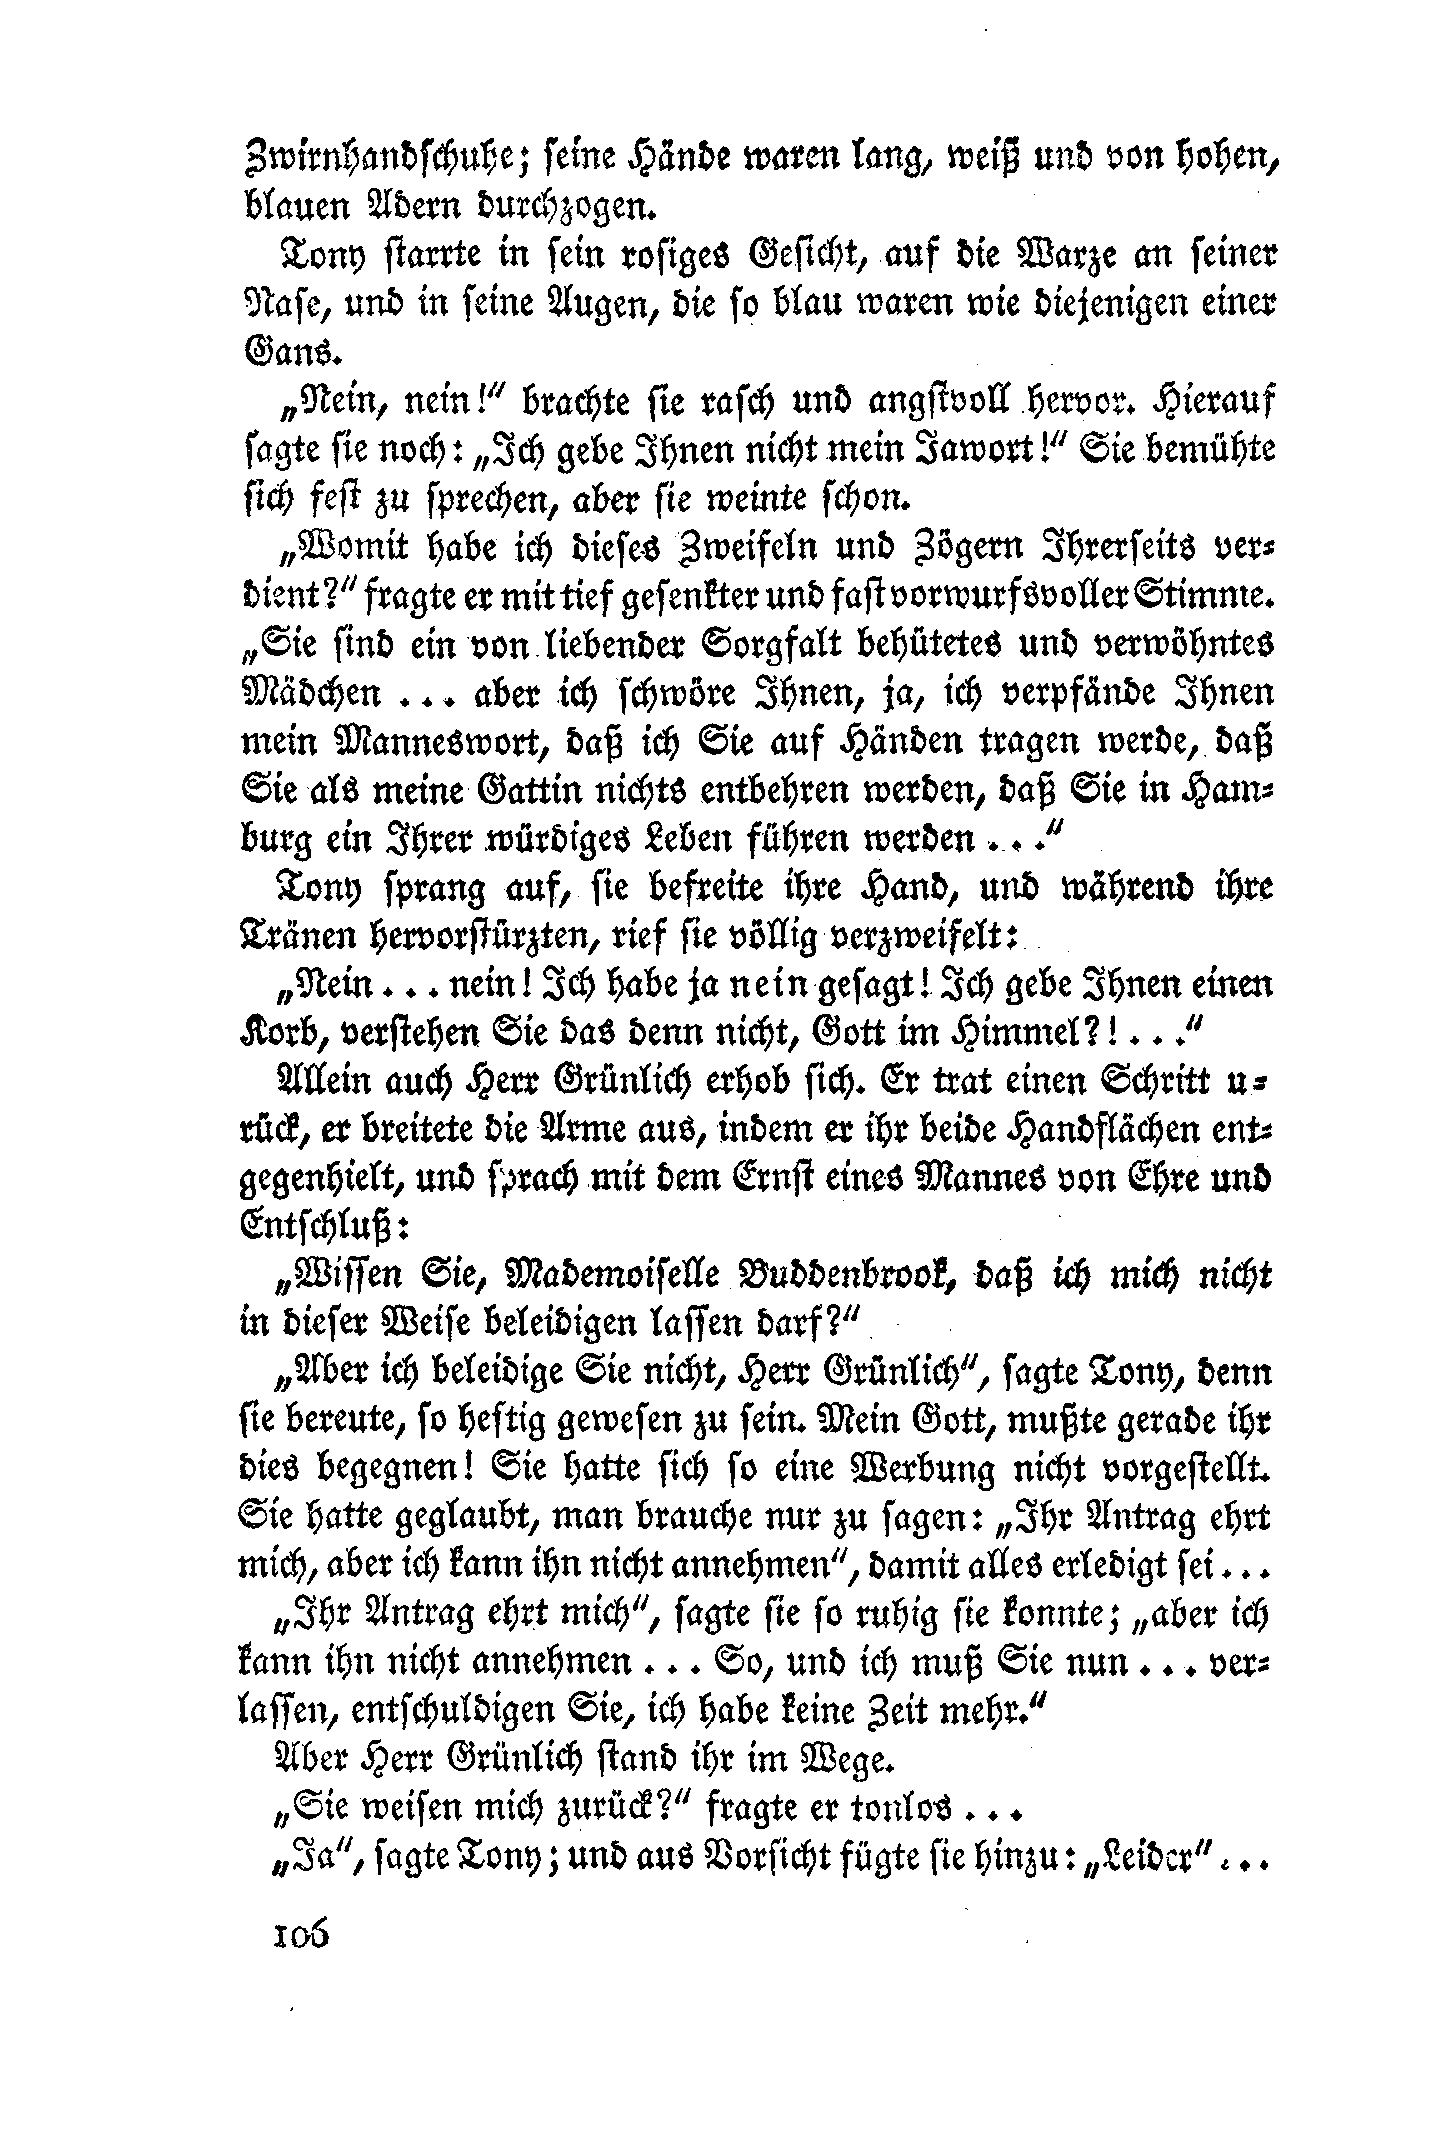 Zwirnhandschuhe; seine Hände waren lang, weiß und von hohen,
blauen Adern durchzogen.
Tony starrte in sein rosiges Gesicht, auf die Warze an seiner
Nase, und in seine Augen, die so blau waren wie diejenigen einer
Gans.
„Nein, nein!“ brachte sie rasch und angstvoll hervor. Hierauf
sagte sie noch: „Ich gebe Ihnen nicht mein Jawort!“ Sie bemühte
sich fest zu sprechen, aber sie weinte schon.
„Womit habe ich dieses Zweifeln und Zögern Ihrerseits ver-
dient?“ fragte er mit tief gesenkter und fast vorwurfsvoller Stimme.
„Sie sind ein von liebender Sorgfalt behütetes und verwöhntes
Mädchen ... aber ich schwöre Ihnen, ja, ich verpfände Ihnen
mein Manneswort, daß ich Sie auf Händen tragen werde, daß
Sie als meine Gattin nichts entbehren werden, daß Sie in Ham-
burg ein Ihrer würdiges Leben führen werden ...“
Tony sprang auf, sie befreite ihre Hand, und während ihre
Tränen hervorstürzten, rief sie völlig verzweifelt:
„Nein ... nein! Ich habe ja nein gesagt! Ich gebe Ihnen einen
Korb, verstehen Sie das denn nicht, Gott im Himmel?! ...“
Allein auch Herr Grünlich erhob sich. Er trat einen Schritt u-
rück, er breitete die Arme aus, indem er ihr beide Handflächen ent-
gegenhielt, und sprach mit dem Ernst eines Mannes von Ehre und
Entschluß:
„Wissen Sie, Mademoiselle Buddenbrook, daß ich mich nicht
in dieser Weise beleidigen lassen darf?“
„Aber ich beleidige Sie nicht, Herr Grünlich“, sagte Tony, denn
sie bereute, so heftig gewesen zu sein. Mein Gott, mußte gerade ihr
dies begegnen! Sie hatte sich so eine Werbung nicht vorgestellt.
Sie hatte geglaubt, man brauche nur zu sagen: „Ihr Antrag ehrt
mich, aber ich kann ihn nicht annehmen“, damit alles erledigt sei ...
„Ihr Antrag ehrt mich“, sagte sie so ruhig sie konnte; „aber ich
kann ihn nicht annehmen ... So, und ich muß Sie nun ... ver-
lassen, entschuldigen Sie, ich habe keine Zeit mehr.“
Aber Herr Grünlich stand ihr im Wege.
„Sie weisen mich zurück?“ fragte er tonlos ...
„Ja“, sagte Tony; und aus Vorsicht fügte sie hinzu: „Leider“ ...
106